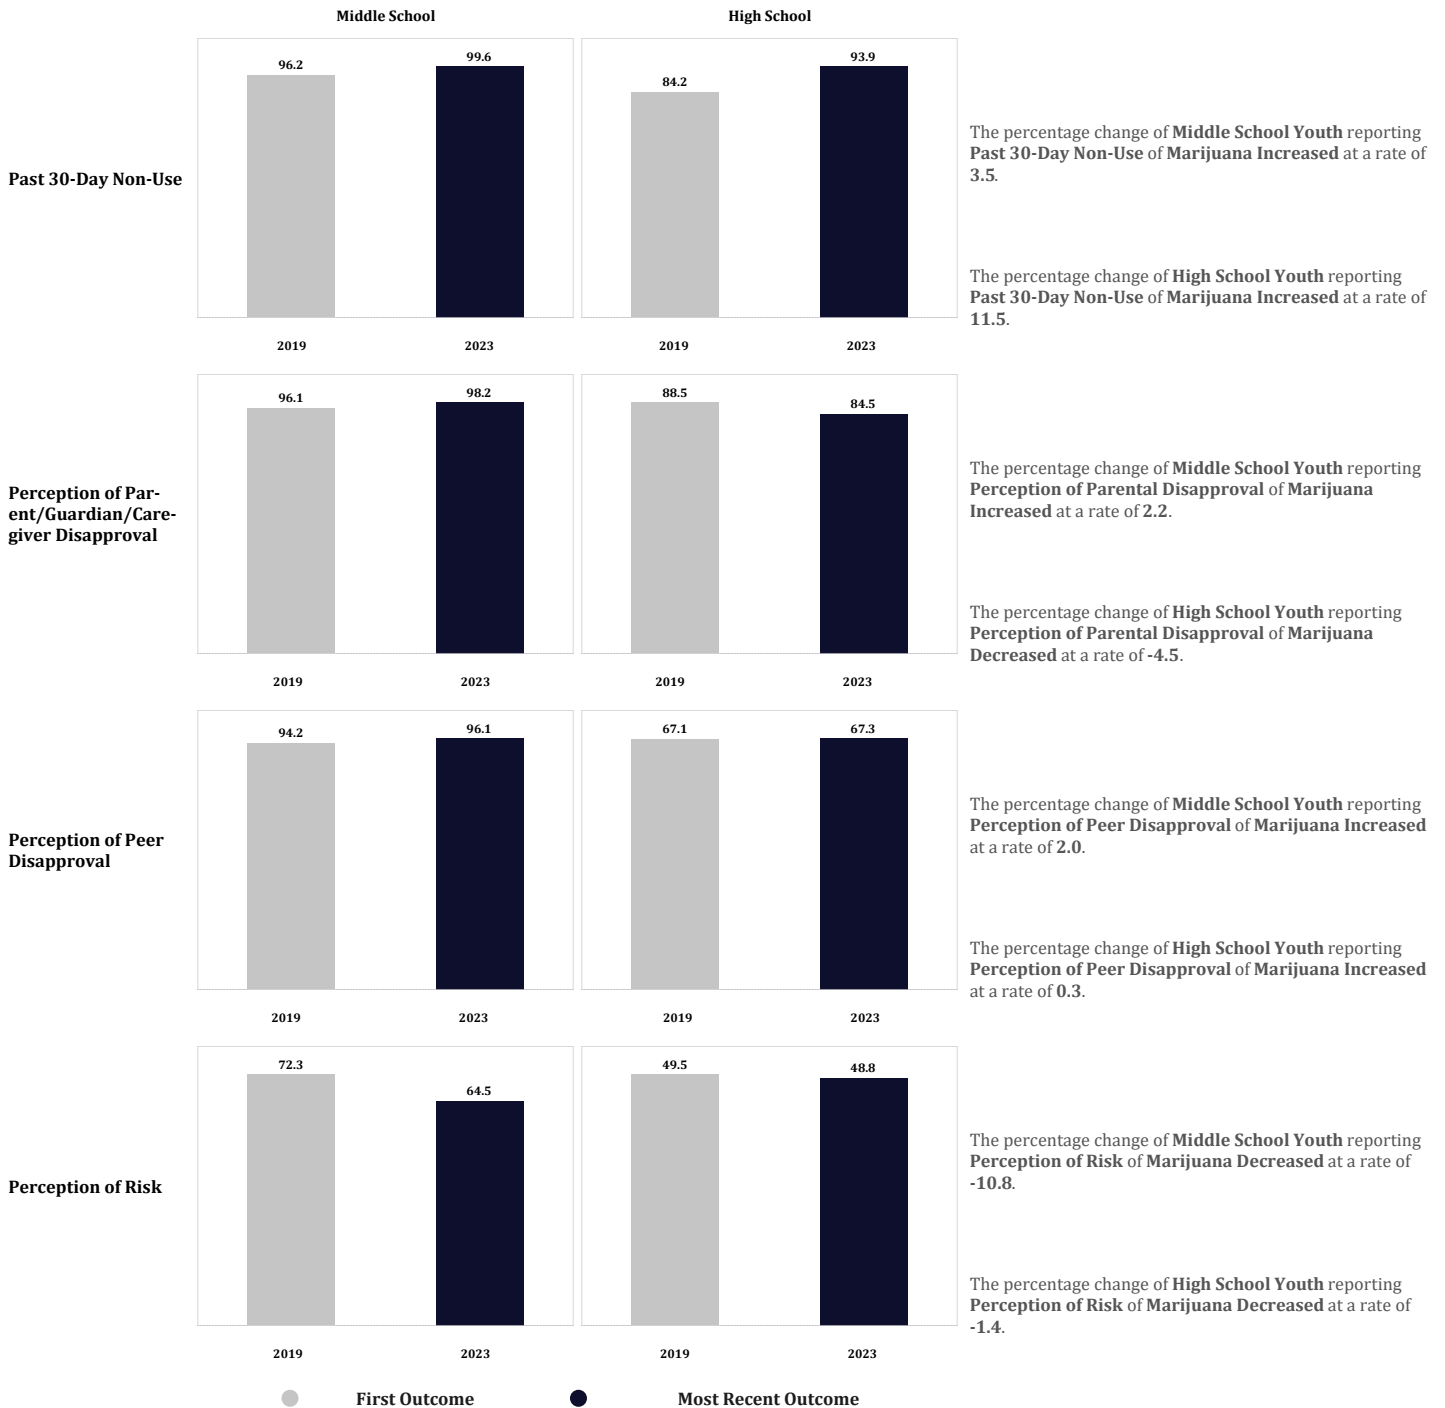 Middle School
High School
Past 30-Day Non-Use
96.2
99.6
2019
2023
84.2
93.9
2019
2023
The percentage change of Middle School Youth reporting
Past 30-Day Non-Use of Marijuana Increased at a rate of
3.5.
The percentage change of High School Youth reporting
Past 30-Day Non-Use of Marijuana Increased at a rate of
11.5.
Perception of Par-
ent/Guardian/Care-
giver Disapproval
96.1
98.2
2019
2023
88.5
84.5
2019
2023
The percentage change of Middle School Youth reporting
Perception of Parental Disapproval of Marijuana
Increased at a rate of 2.2.
The percentage change of High School Youth reporting
Perception of Parental Disapproval of Marijuana
Decreased at a rate of -4.5.
Perception of Peer
Disapproval
94.2
96.1
2019
2023
67.1
67.3
2019
2023
The percentage change of Middle School Youth reporting
Perception of Peer Disapproval of Marijuana Increased
at a rate of 2.0.
The percentage change of High School Youth reporting
Perception of Peer Disapproval of Marijuana Increased
at a rate of 0.3.
Perception of Risk
72.3
64.5
2019
2023
49.5
48.8
2019
2023
The percentage change of Middle School Youth reporting
Perception of Risk of Marijuana Decreased at a rate of
-10.8.
The percentage change of High School Youth reporting
Perception of Risk of Marijuana Decreased at a rate of
-1.4.
First Outcome
Most Recent Outcome